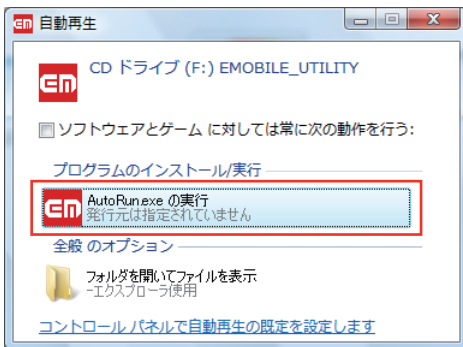 EM 自動再生
EM CD ドライブ (F:) EMOBILE_UTILITY
ソフトウェアとゲーム に対しては常に次の動作を行う:
プログラムのインストール/実行
EM AutoRun.exe の実行
発行元は指定されていません
全般 のオプション
フォルダを開いてファイルを表示
-エクスプローラ使用
コントロール パネルで自動再生の既定を設定します